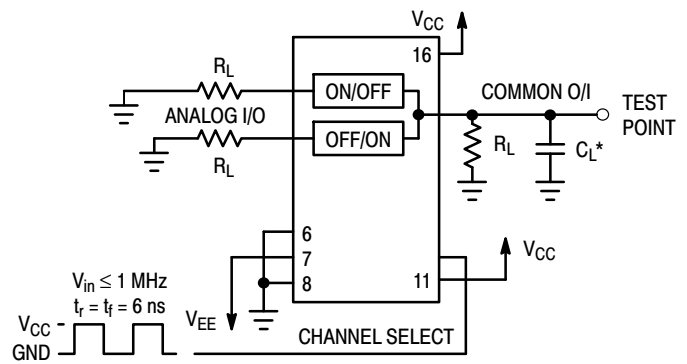 V_CC
16
R_L
ON/OFF
COMMON O/I
TEST
POINT
ANALOG I/O
OFF/ON
R_L
R_L
C_L*
6
7
8
V_CC
11
V_in ≤ 1 MHz
t_r = t_f = 6 ns
V_EE
V_CC
GND
CHANNEL SELECT